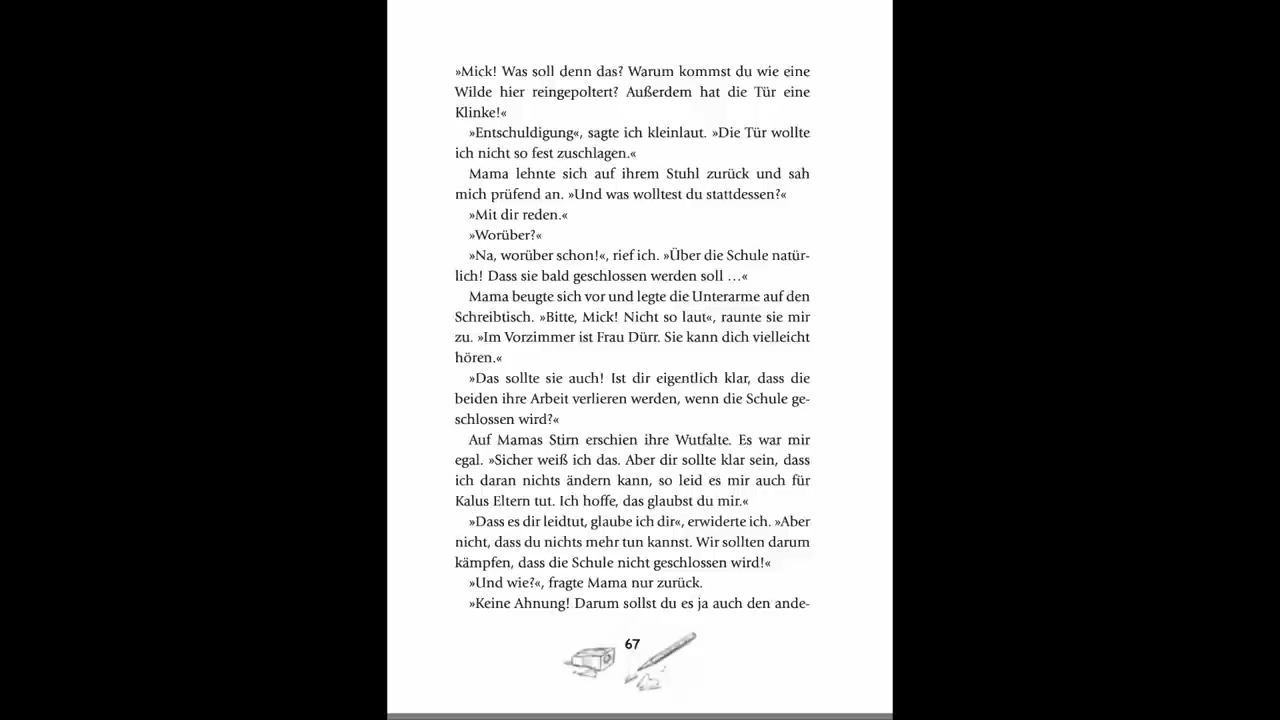 »Mick! Was soll denn das? Warum kommst du wie eine
Wilde hier reingepoltert? Außerdem hat die Tür eine
Klinke!«
»Entschuldigung«, sagte ich kleinlaut. »Die Tür wollte
ich nicht so fest zuschlagen.«
Mama lehnte sich auf ihrem Stuhl zurück und sah
mich prüfend an. »Und was wolltest du stattdessen?«
»Mit dir reden.«
»Worüber?«
»Na, worüber schon!«, rief ich. »Über die Schule natür-
lich! Dass sie bald geschlossen werden soll …«
Mama beugte sich vor und legte die Unterarme auf den
Schreibtisch. »Bitte, Mick! Nicht so laut«, raunte sie mir
zu. »Im Vorzimmer ist Frau Dürr. Sie kann dich vielleicht
hören.«
»Das sollte sie auch! Ist dir eigentlich klar, dass die
beiden ihre Arbeit verlieren werden, wenn die Schule ge-
schlossen wird?«
Auf Mamas Stirn erschien ihre Wutfalte. Es war mir
egal. »Sicher weiß ich das. Aber dir sollte klar sein, dass
ich daran nichts ändern kann, so leid es mir auch für
Kalus Eltern tut. Ich hoffe, das glaubst du mir.«
»Dass es dir leidtut, glaube ich dir«, erwiderte ich. »Aber
nicht, dass du nichts mehr tun kannst. Wir sollten darum
kämpfen, dass die Schule nicht geschlossen wird!«
»Und wie?«, fragte Mama nur zurück.
»Keine Ahnung! Darum sollst du es ja auch den ande-
67